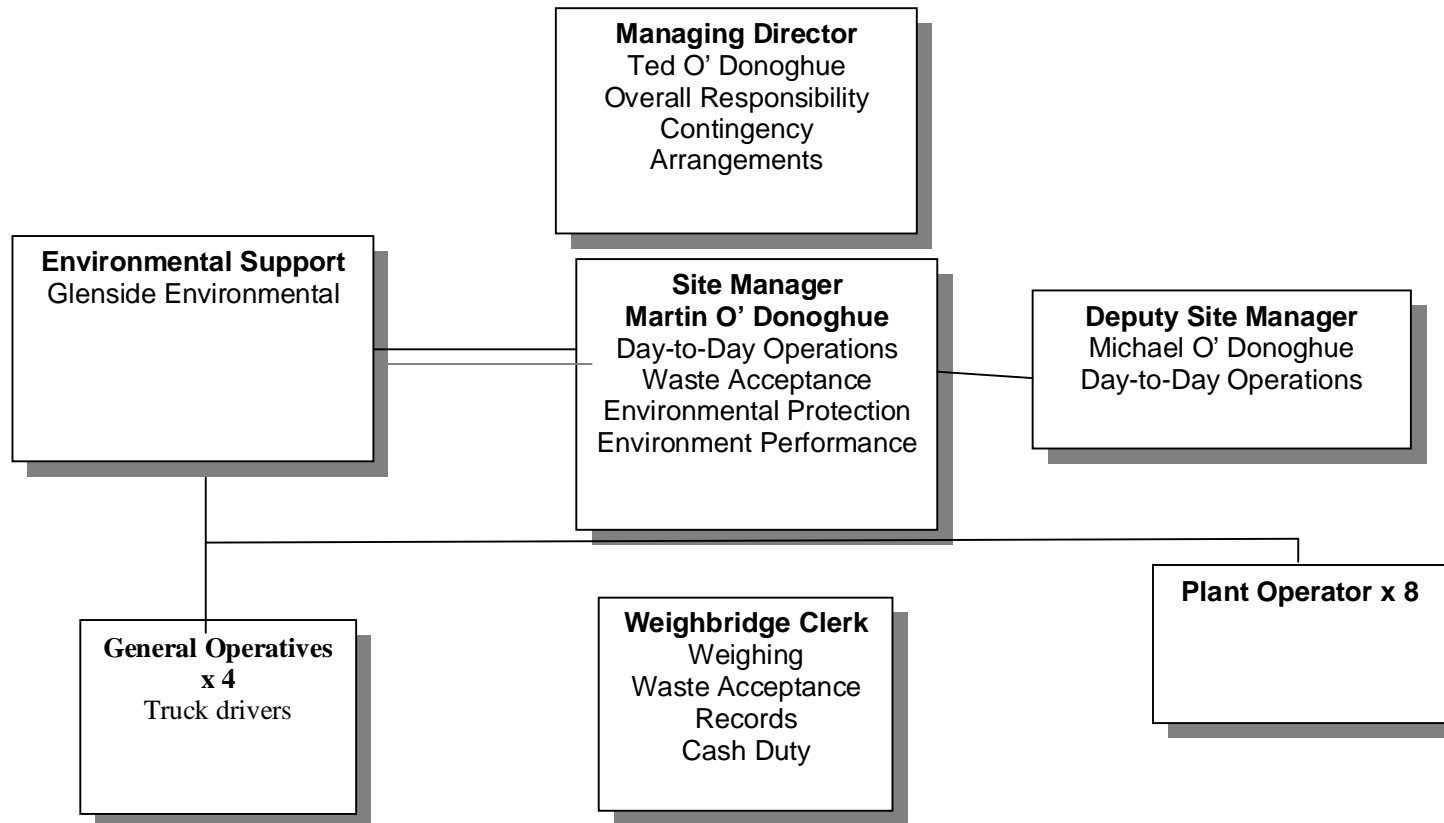 Managing Director
Ted O’ Donoghue
Overall Responsibility
Contingency
Arrangements
Environmental Support
Glenside Environmental
Site Manager
Martin O’ Donoghue
Day-to-Day Operations
Waste Acceptance
Environmental Protection
Environment Performance
Deputy Site Manager
Michael O’ Donoghue
Day-to-Day Operations
General Operatives
x 4
Truck drivers
Weighbridge Clerk
Weighing
Waste Acceptance
Records
Cash Duty
Plant Operator x 8